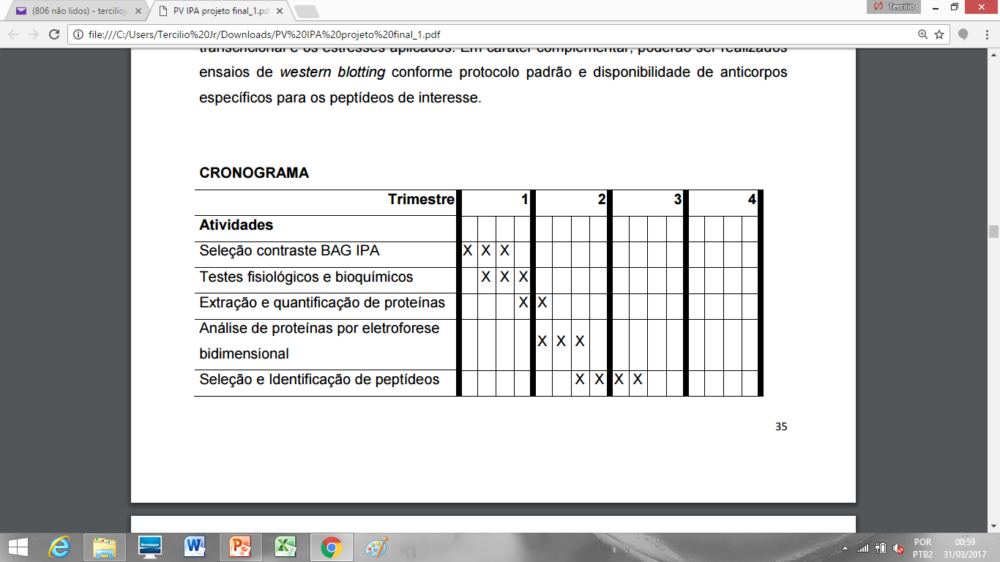 (806 não lidos) - tercilioj
PV IPA projeto final_1.pd
Tercilio
file:///C:/Users/Tercilio%20Jr/Downloads/PV%20IPA%20projeto%20final_1.pdf
transcricional e os estresses aplicados. Em caráter complementar, poderão ser realizados
ensaios de western blotting conforme protocolo padrão e disponibilidade de anticorpos
específicos para os peptídeos de interesse.
CRONOGRAMA
Trimestre 1 2 3 4
Atividades
Seleção contraste BAG IPA X X X
Testes fisiológicos e bioquímicos X X X
Extração e quantificação de proteínas X X
Análise de proteínas por eletroforese
bidimensional X X X
Seleção e Identificação de peptídeos X X X X
35
lenovo
POR 00:59
PTB2 31/03/2017